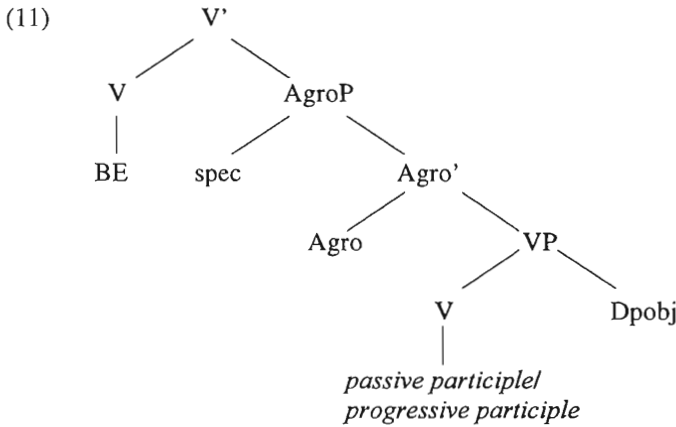 (11) V’
V AgroP
BE spec Agro’
Agro VP
V Dpobj
passive participle/
progressive participle